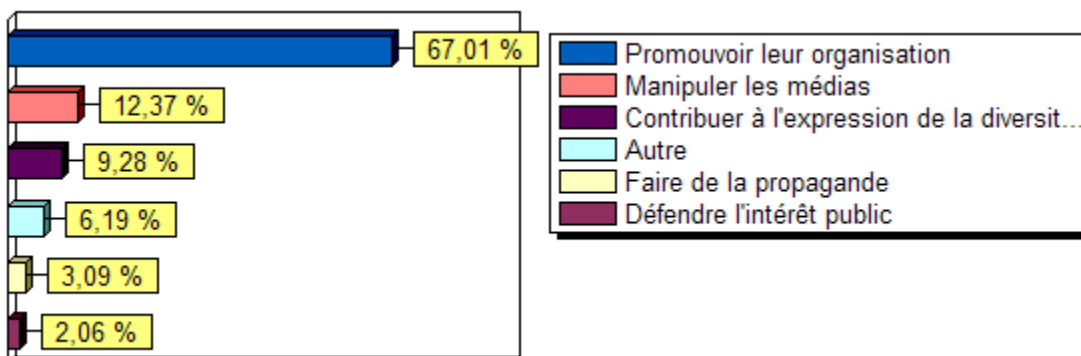 67,01 %
12,37 %
9,28 %
6,19 %
3,09 %
2,06 %
Promouvoir leur organisation
Manipuler les médias
Contribuer à l'expression de la diversit...
Autre
Faire de la propagande
Défendre l'intérêt public